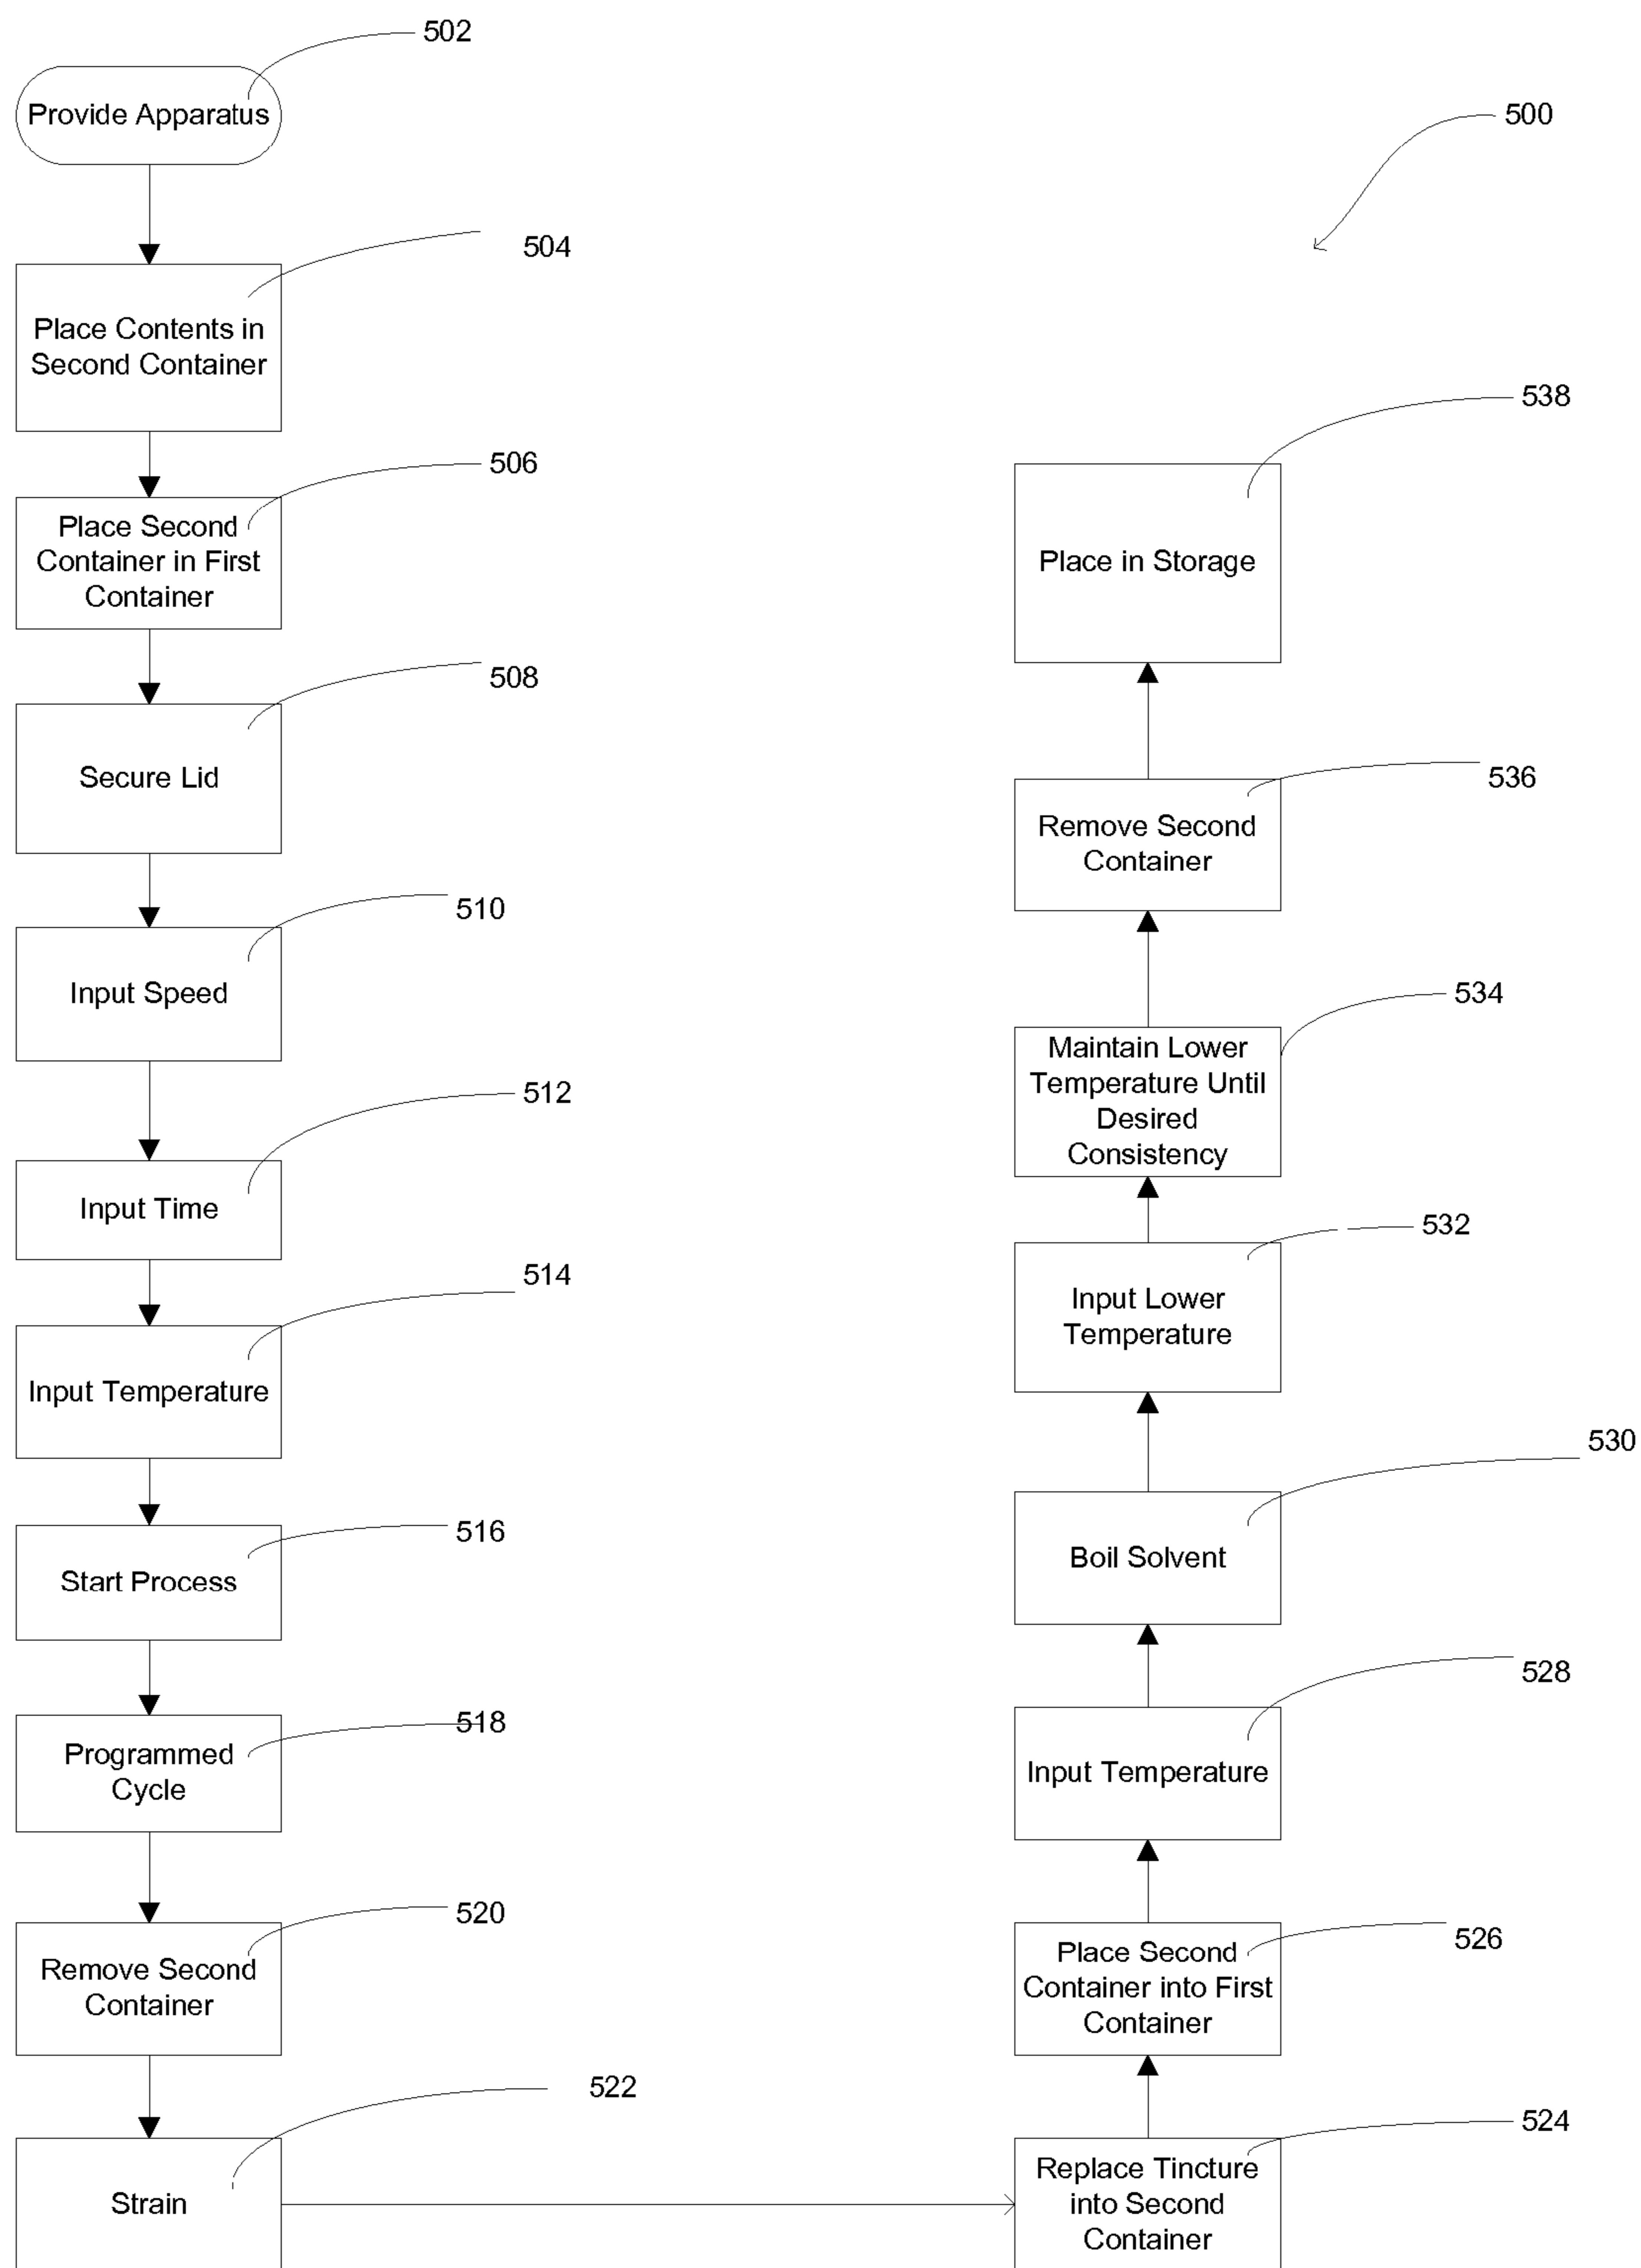 502
Provide Apparatus
504
Place Contents in
Second Container
506
Place Second
Container in First
Container
508
Secure Lid
510
Input Speed
512
Input Time
514
Input Temperature
516
Start Process
518
Programmed
Cycle
520
Remove Second
Container
522
Strain
500
538
Place in Storage
536
Remove Second
Container
534
Maintain Lower
Temperature Until
Desired
Consistency
532
Input Lower
Temperature
530
Boil Solvent
528
Input Temperature
526
Place Second
Container into First
Container
524
Replace Tincture
into Second
Container